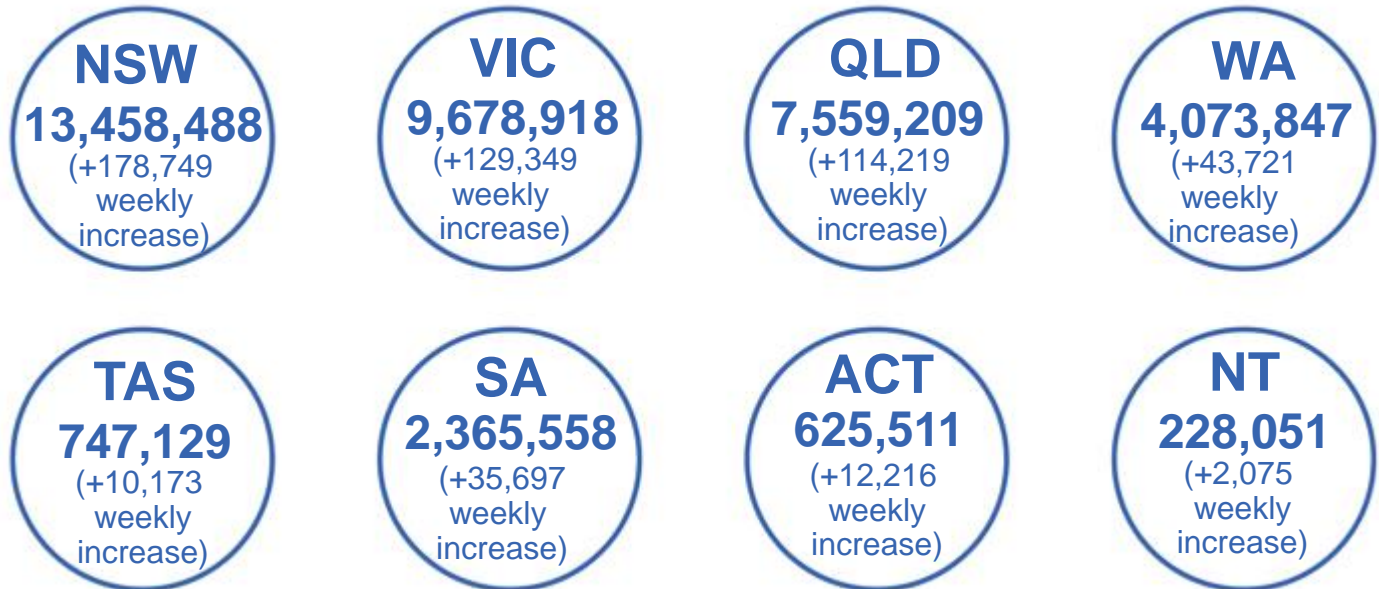 NSW
13,458,488
(+178,749
weekly
increase)
VIC
9,678,918
(+129,349
weekly
increase)
QLD
7,559,209
(+114,219
weekly
increase)
WA
4,073,847
(+43,721
weekly
increase)
TAS
747,129
(+10,173
weekly
increase)
SA
2,365,558
(+35,697
weekly
increase)
ACT
625,511
(+12,216
weekly
increase)
NT
228,051
(+2,075
weekly
increase)